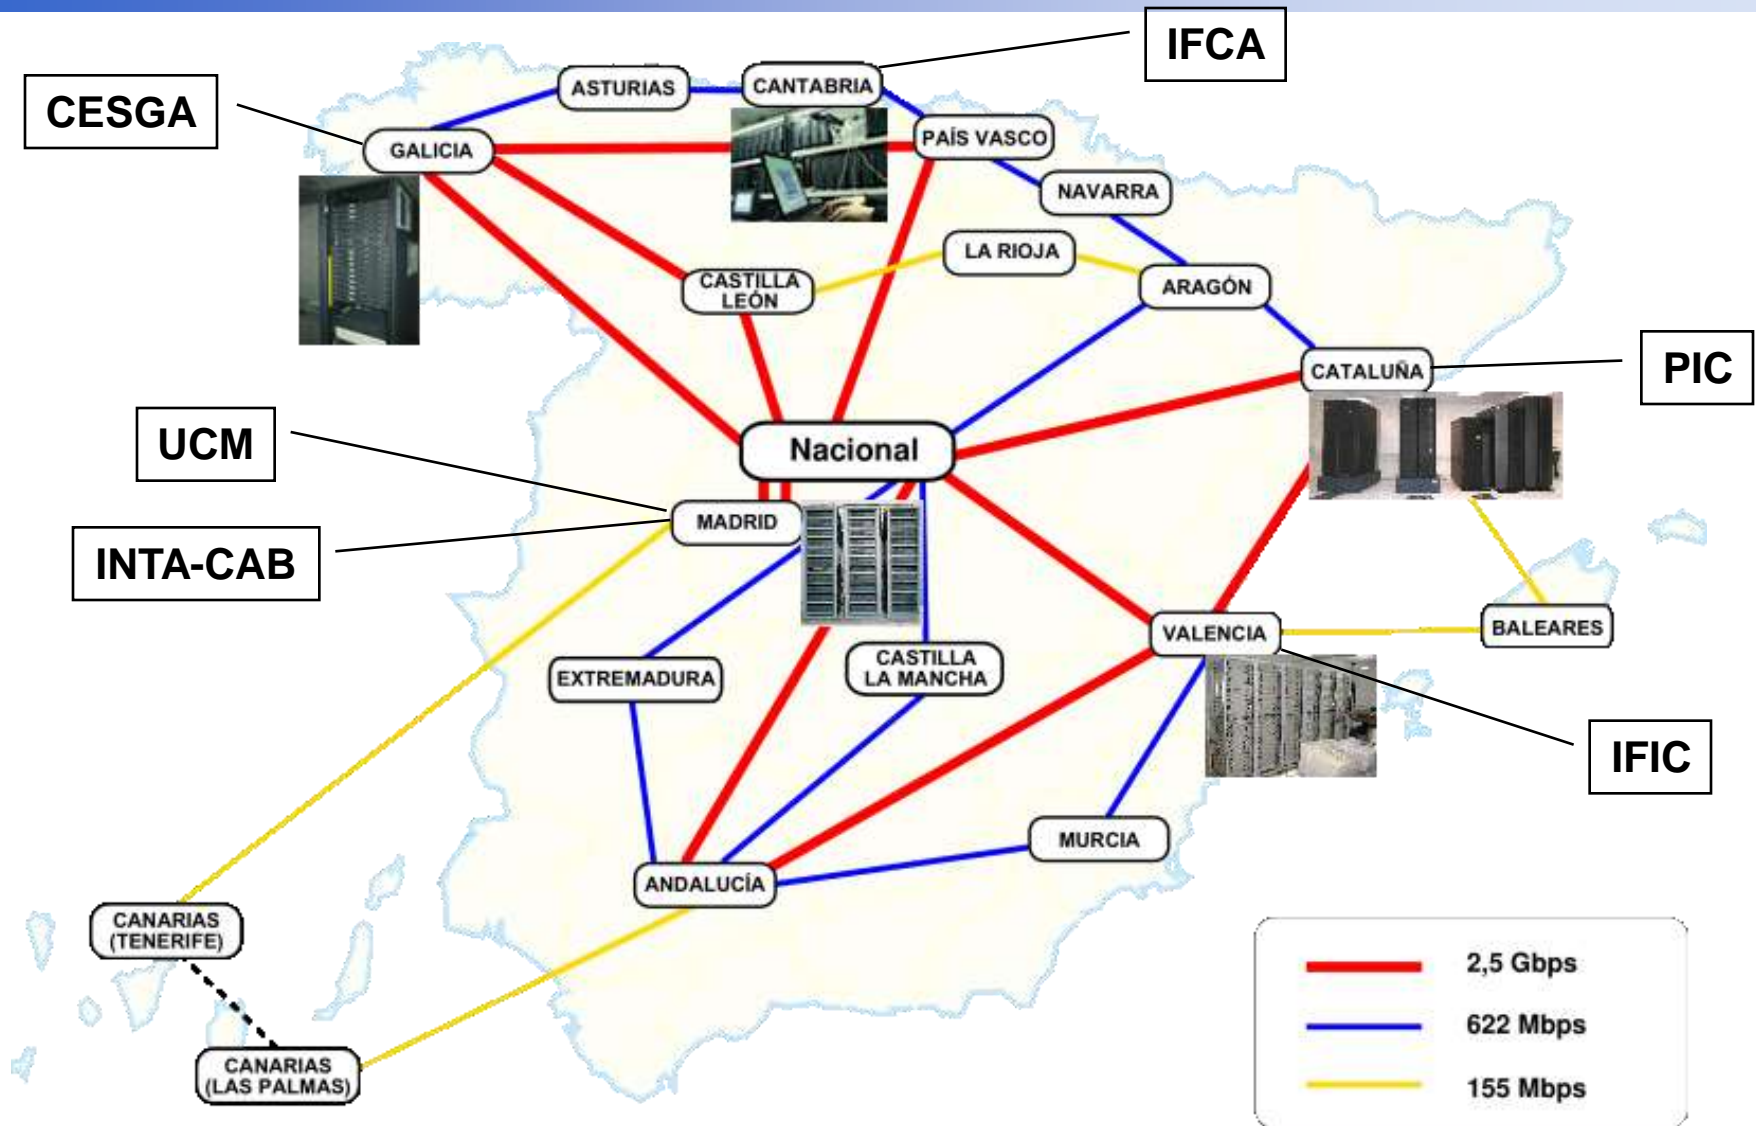 IFCA
CESGA
ASTURIAS
CANTABRIA
GALICIA
PAÍS VASCO
NAVARRA
LA RIOJA
CASTILLA
LEÓN
ARAGÓN
CATALUÑA
PIC
UCM
Nacional
MADRID
INTA-CAB
VALENCIA
BALEARES
EXTREMADURA
CASTILLA
LA MANCHA
IFIC
MURCIA
ANDALUCÍA
CANARIAS
(TENERIFE)
CANARIAS
(LAS PALMAS)
2,5 Gbps
622 Mbps
155 Mbps